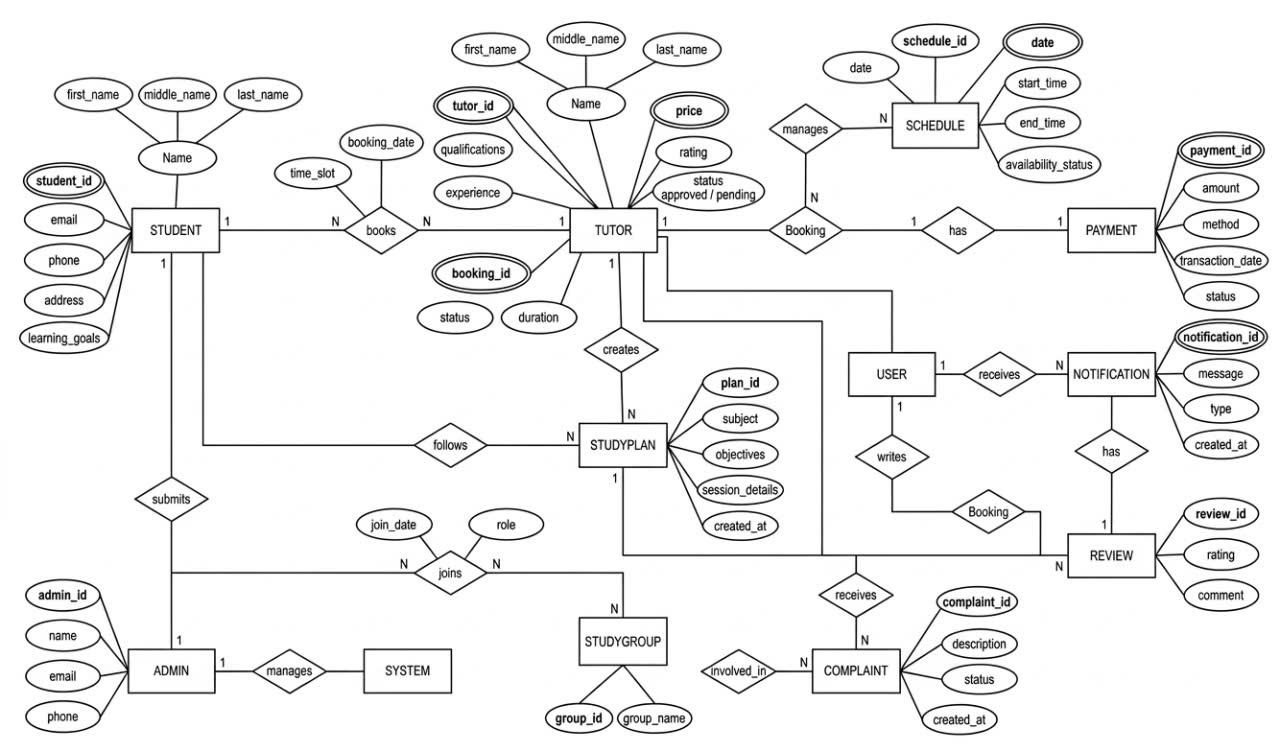 middle_name
first_name
last_name
schedule_id
date
date
first_name
middle_name
last_name
Name
tutor_id
price
start_time
booking_date
manages
N
SCHEDULE
end_time
Name
qualifications
rating
payment_id
time_slot
availability_status
student_id
experience
status
approved / pending
amount
email
N
method
STUDENT
1
N
books
N
1
TUTOR
1
Booking
1
has
1
PAYMENT
phone
1
booking_id
1
transaction_date
address
status
duration
status
learning_goals
notification_id
creates
USER
1
receives
N
NOTIFICATION
message
plan_id
1
type
N
subject
follows
N
STUDYPLAN
objectives
writes
has
created_at
1
session_details
submits
join_date
role
created_at
Booking
review_id
1
REVIEW
rating
N
N
joins
N
admin_id
receives
comment
complaint_id
name
1
N
STUDYGROUP
N
description
ADMIN
1
manages
SYSTEM
involved_in
N
COMPLAINT
email
status
phone
group_id
group_name
created_at